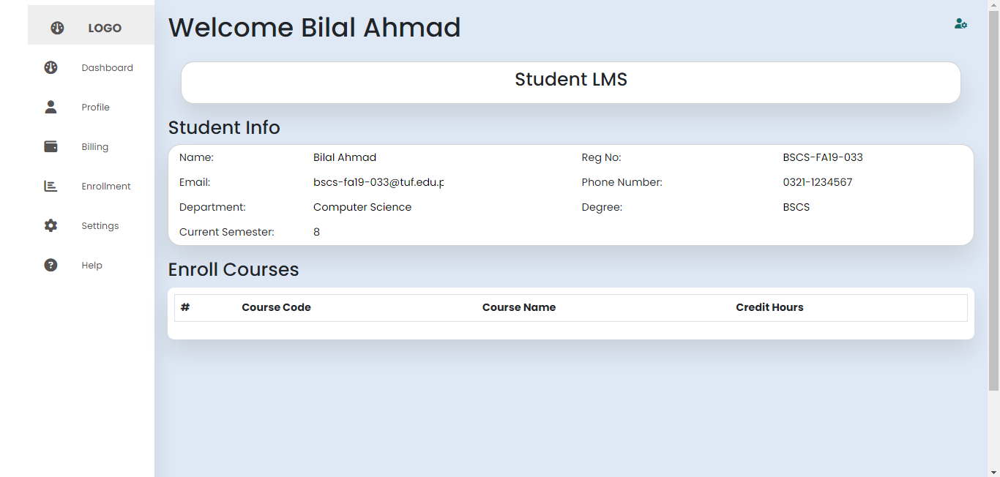 LOGO
Dashboard
Profile
Billing
Enrollment
Settings
Help
Welcome Bilal Ahmad
Student LMS
Student Info
Name: Bilal Ahmad Reg No: BSCS-FA19-033
Email: bscs-fa19-033@tuf.edu.p Phone Number: 0321-1234567
Department: Computer Science Degree: BSCS
Current Semester: 8
Enroll Courses
# Course Code Course Name Credit Hours